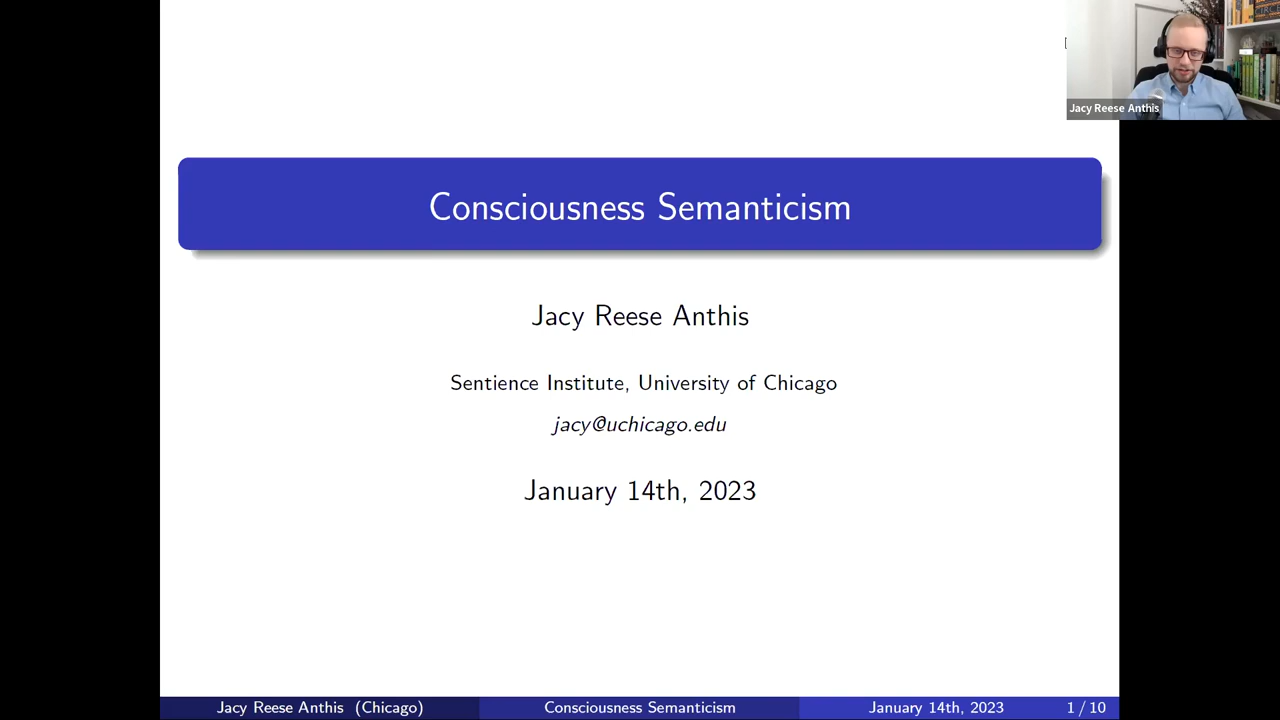 Jacy Reese Anthis
Consciousness Semanticism
Jacy Reese Anthis
Sentience Institute, University of Chicago
jacy@uchicago.edu
January 14th, 2023
Jacy Reese Anthis (Chicago)
Consciousness Semanticism
January 14th, 2023
1 / 10